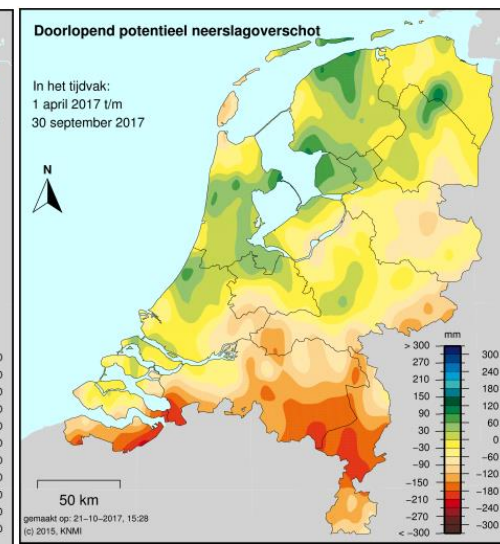 Doorlopend potentieel neerslagoverschot
In het tijdvak:
1 april 2017 t/m
30 september 2017
N
mm
> 300
270
210
150
90
30
-30
-90
-150
-210
-270
< -300
300
240
180
120
60
0
-60
-120
-180
-240
-300
50 km
gemaakt op: 21-10-2017, 15:28
(c) 2015, KNMI